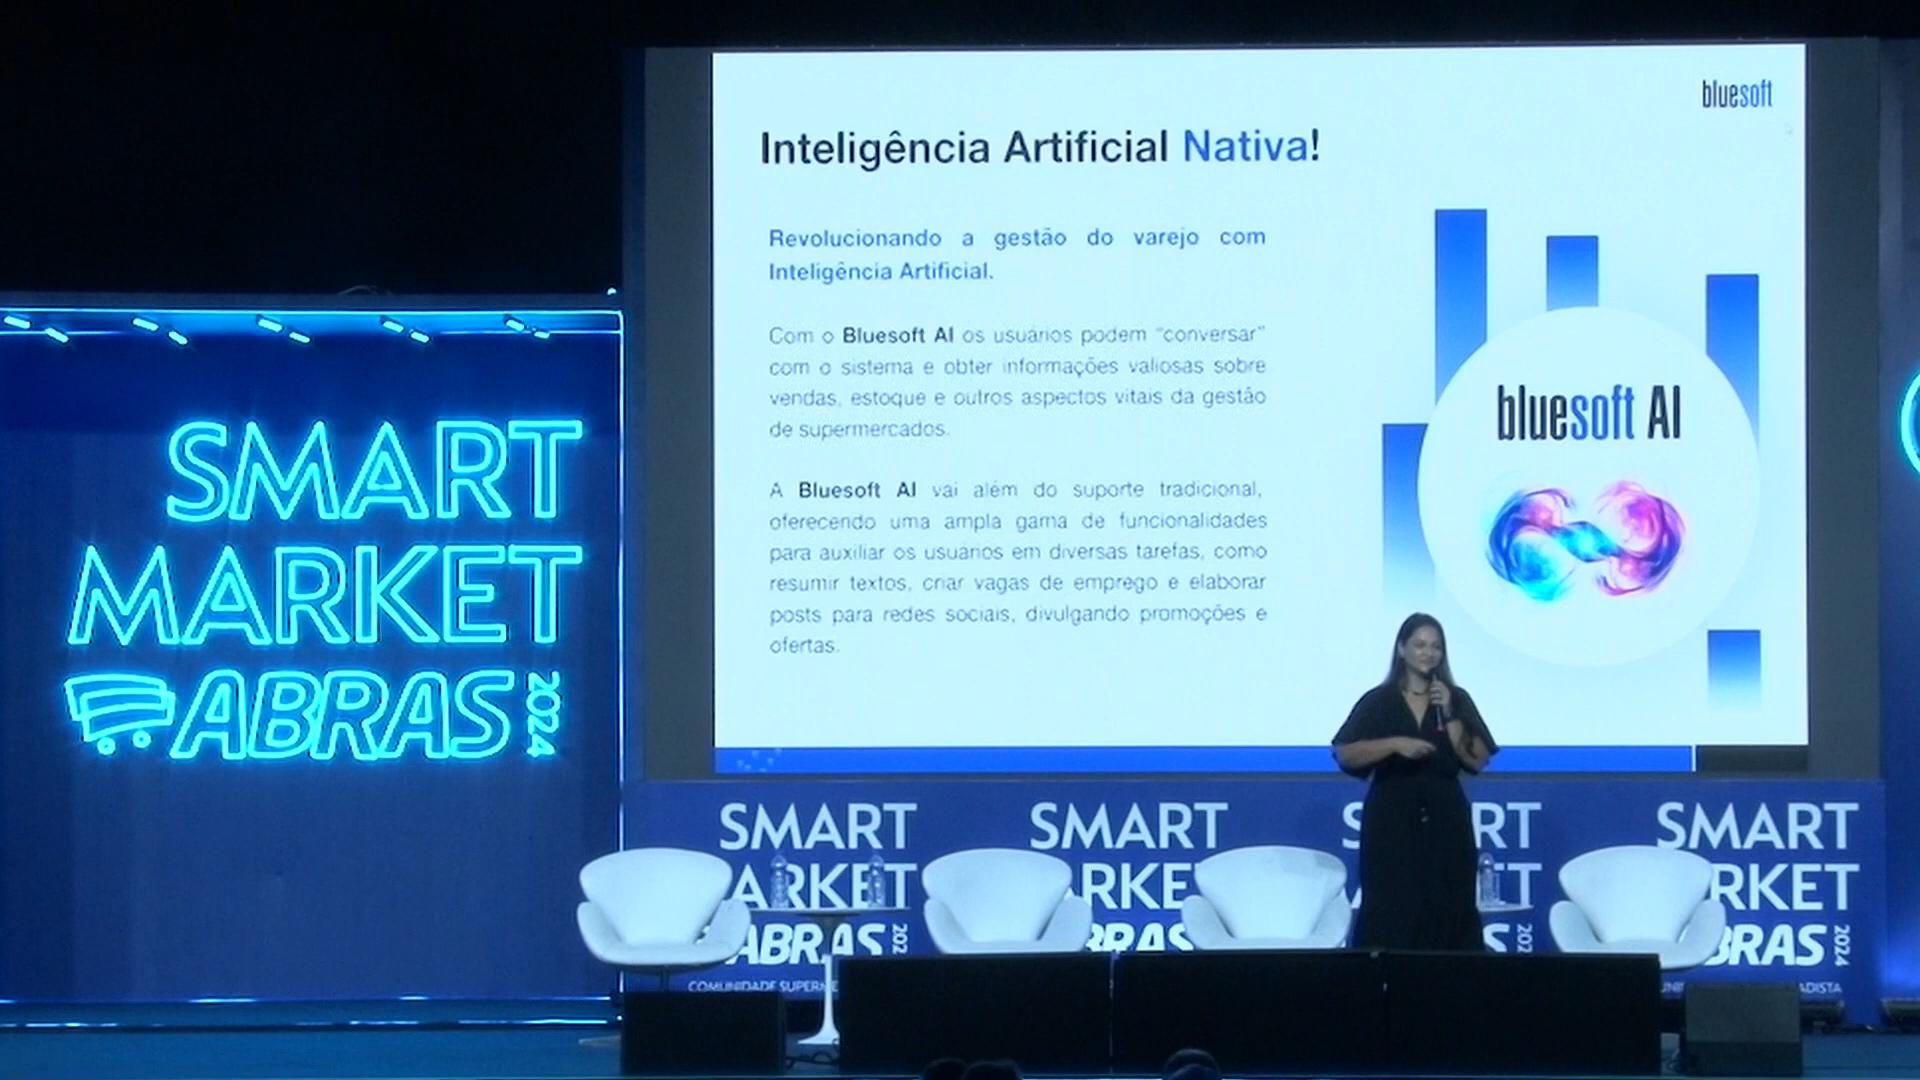 bluesoft
Inteligência Artificial Nativa!
Revolucionando a gestão do varejo com
Inteligência Artificial.
Com o Bluesoft AI os usuários podem “conversar”
com o sistema e obter informações valiosas sobre
vendas, estoque e outros aspectos vitais da gestão
de supermercados.
A Bluesoft AI vai além do suporte tradicional,
oferecendo uma ampla gama de funcionalidades
para auxiliar os usuários em diversas tarefas, como
resumir textos, criar vagas de emprego e elaborar
posts para redes sociais, divulgando promoções e
ofertas.
bluesoft AI
SMART
MARKET
ABRAS 2024
SMART SMART SMART
MARKET
ABRAS ABRAS 2024
COMUNIDADE